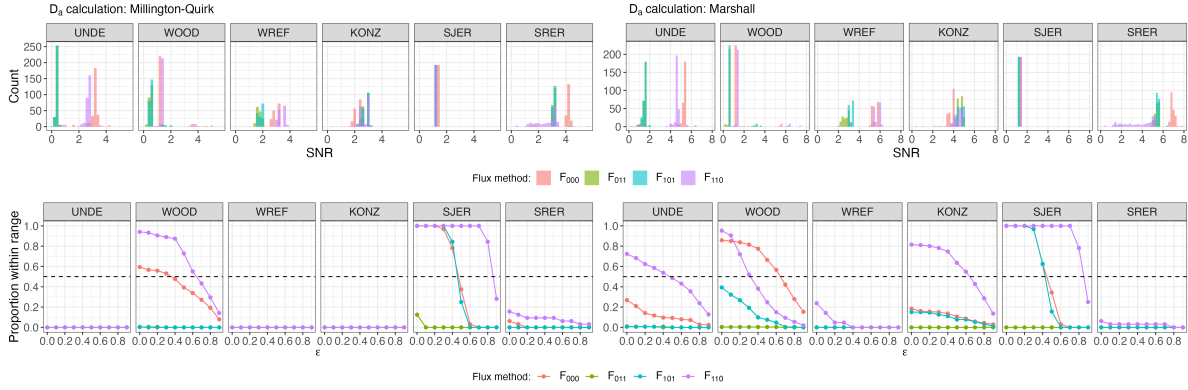 Da calculation: Millington-Quirk
UNDE WOOD WREF KONZ SJER SRER
Count
250
200
150
100
50
0
0 2 4 0 2 4 0 2 4 0 2 4 0 2 4 0 2 4
SNR
Da calculation: Marshall
UNDE WOOD WREF KONZ SJER SRER
200
150
100
50
0
0 2 4 6 8 0 2 4 6 8 0 2 4 6 8 0 2 4 6 8 0 2 4 6 8 0 2 4 6 8
SNR
Flux method: F000 F011 F101 F110
UNDE WOOD WREF KONZ SJER SRER
Proportion within range
1.0
0.8
0.6
0.4
0.2
0.0
0.0 0.2 0.4 0.6 0.8 0.0 0.2 0.4 0.6 0.8 0.0 0.2 0.4 0.6 0.8 0.0 0.2 0.4 0.6 0.8 0.0 0.2 0.4 0.6 0.8 0.0 0.2 0.4 0.6 0.8
ε
UNDE WOOD WREF KONZ SJER SRER
1.0
0.8
0.6
0.4
0.2
0.0
0.0 0.2 0.4 0.6 0.8 0.0 0.2 0.4 0.6 0.8 0.0 0.2 0.4 0.6 0.8 0.0 0.2 0.4 0.6 0.8 0.0 0.2 0.4 0.6 0.8 0.0 0.2 0.4 0.6 0.8
ε
Flux method: F000 F011 F101 F110